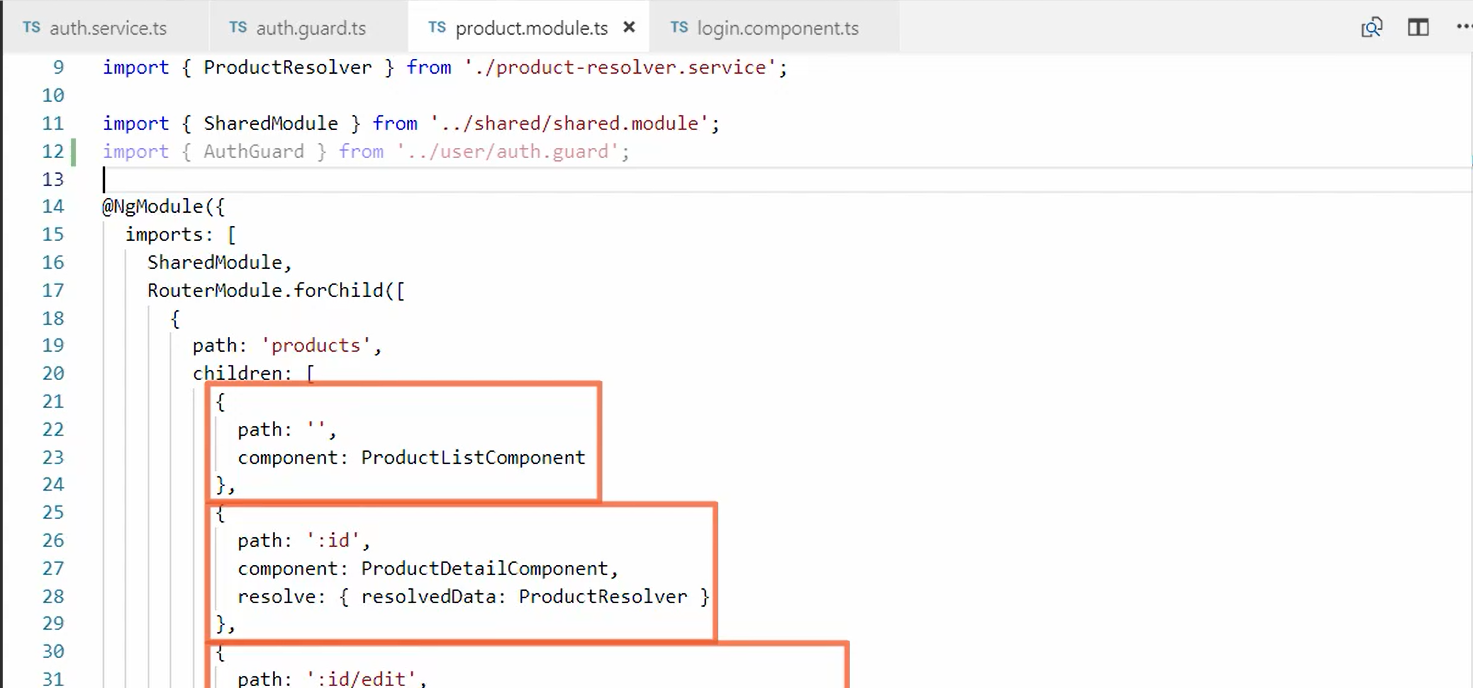 TS auth.service.ts TS auth.guard.ts TS product.module.ts × TS login.component.ts
9 import { ProductResolver } from './product-resolver.service';
10
11 import { SharedModule } from '../shared/shared.module';
12 import { AuthGuard } from '../user/auth.guard';
13
14 @NgModule({
15 imports: [
16 SharedModule,
17 RouterModule.forChild([
18 {
19 path: 'products',
20 children: [
21 {
22 path: '',
23 component: ProductListComponent
24 },
25 {
26 path: ':id',
27 component: ProductDetailComponent,
28 resolve: { resolvedData: ProductResolver }
29 },
30 {
31 path: ':id/edit',